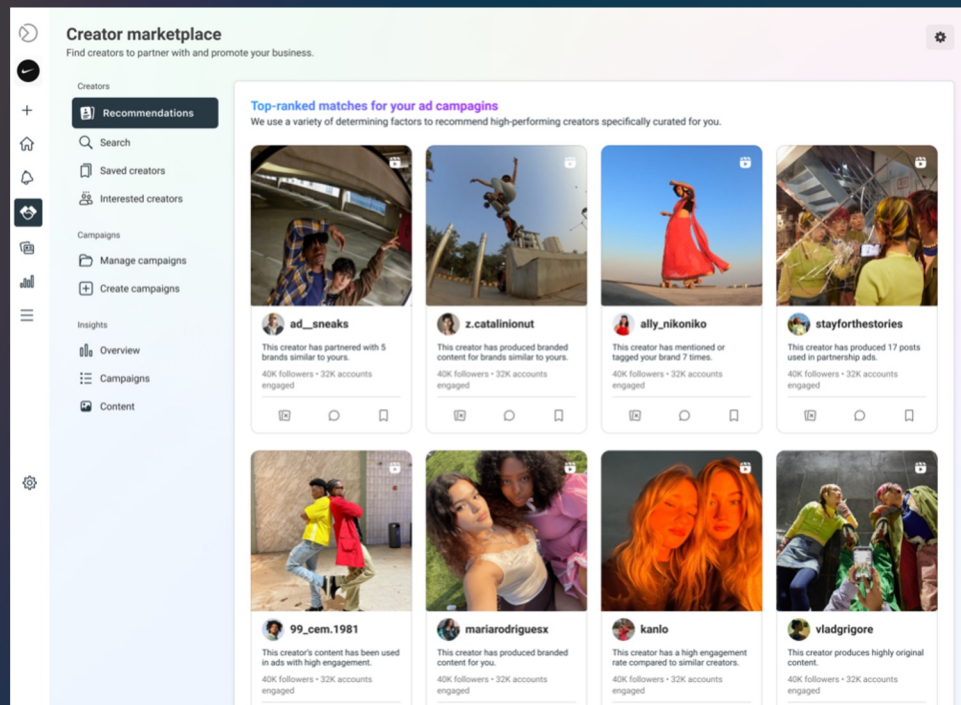 Creator marketplace
Find creators to partner with and promote your business.
Creators
Recommendations
Search
Saved creators
Interested creators
Campaigns
Manage campaigns
Create campaigns
Insights
Overview
Campaigns
Content
Top-ranked matches for your ad campagins
We use a variety of determining factors to recommend high-performing creators specifically curated for you.
ad__sneaks
This creator has partnered with 5
brands similar to yours.
40K followers • 32K accounts
engaged
z.catalinionut
This creator has produced branded
content for brands similar to yours.
40K followers • 32K accounts
engaged
ally_nikoniko
This creator has mentioned or
tagged your brand 7 times.
40K followers • 32K accounts
engaged
stayforthestories
This creator has produced 17 posts
used in partnership ads.
40K followers • 32K accounts
engaged
99_cem.1981
This creator's content has been used
in ads with high engagement.
40K followers • 32K accounts
engaged
mariarodriguesx
This creator has produced branded
content for you.
40K followers • 32K accounts
engaged
kanlo
This creator has a high engagement
rate compared to similar creators.
40K followers • 32K accounts
engaged
vladgrigore
This creator produces highly original
content.
40K followers • 32K accounts
engaged